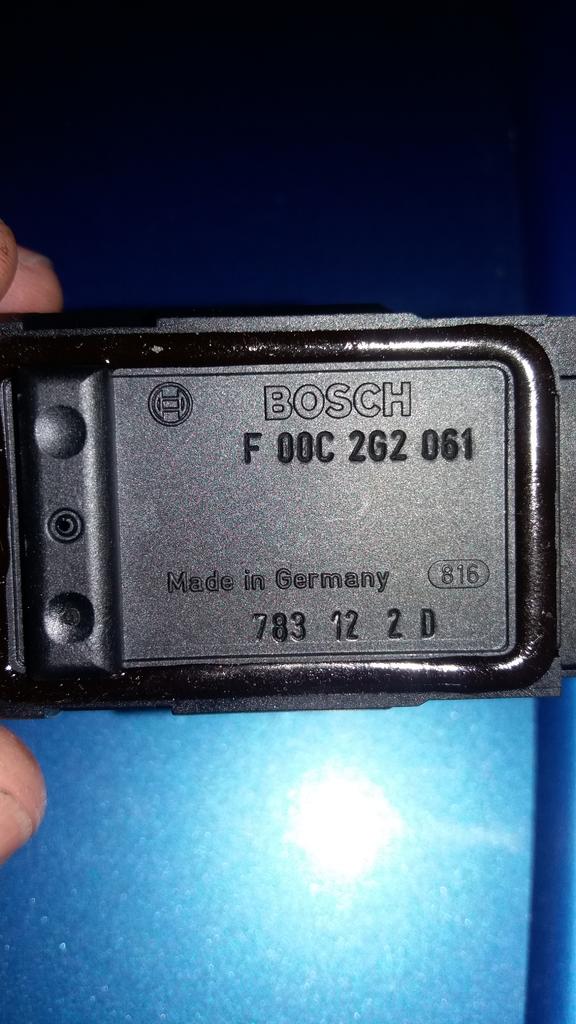 BOSCH
F 00C 2G2 061
Made in Germany 816
783 12 2 D